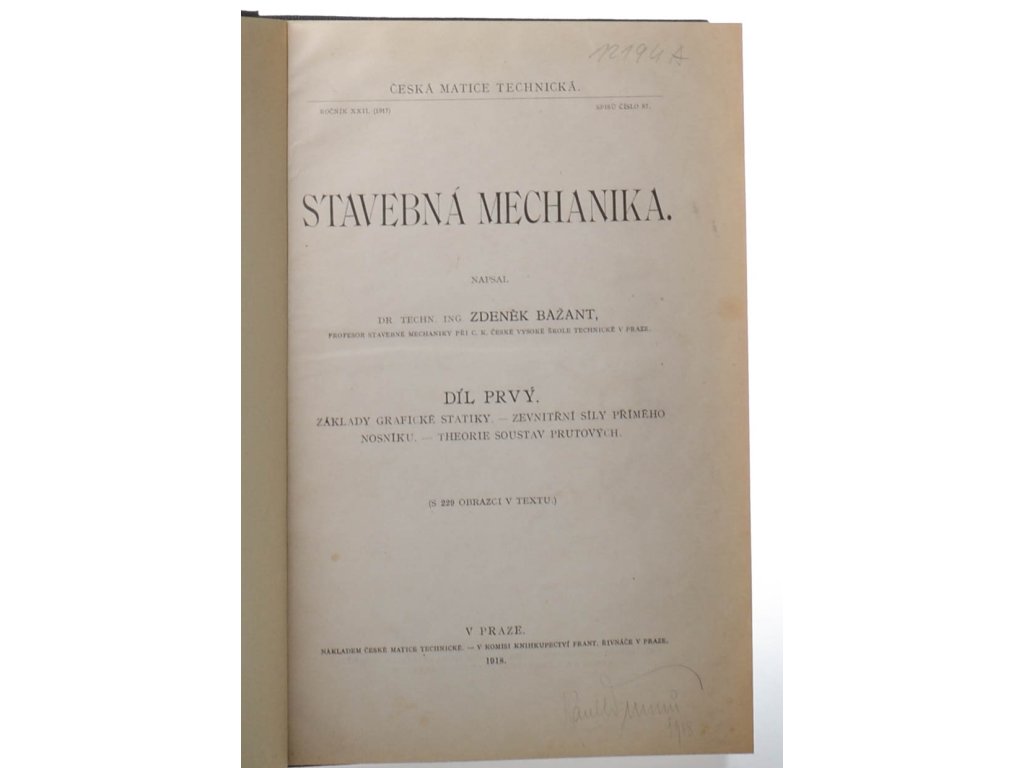 12194 A
ČESKÁ MATICE TECHNICKÁ.
ROČNÍK XXII. (1917) SPISŮ ČÍSLO 87.
STAVEBNÁ MECHANIKA.
NAPSAL
DR. TECHN. ING. ZDENĚK BAŽANT,
PROFESOR STAVEBNÉ MECHANIKY PŘI C. K. ČESKÉ VYSOKÉ ŠKOLE TECHNICKÉ V PRAZE.
DÍL PRVÝ.
ZÁKLADY GRAFICKÉ STATIKY. — ZEVNITŘNÍ SÍLY PŘÍMÉHO
NOSNÍKU. — THEORIE SOUSTAV PRUTOVÝCH.
(S 229 OBRAZCI V TEXTU.)
V PRAZE.
NÁKLADEM ČESKÉ MATICE TECHNICKÉ. — V KOMISI KNIHKUPECTVÍ FRANT. ŘIVNÁČE V PRAZE.
1918.